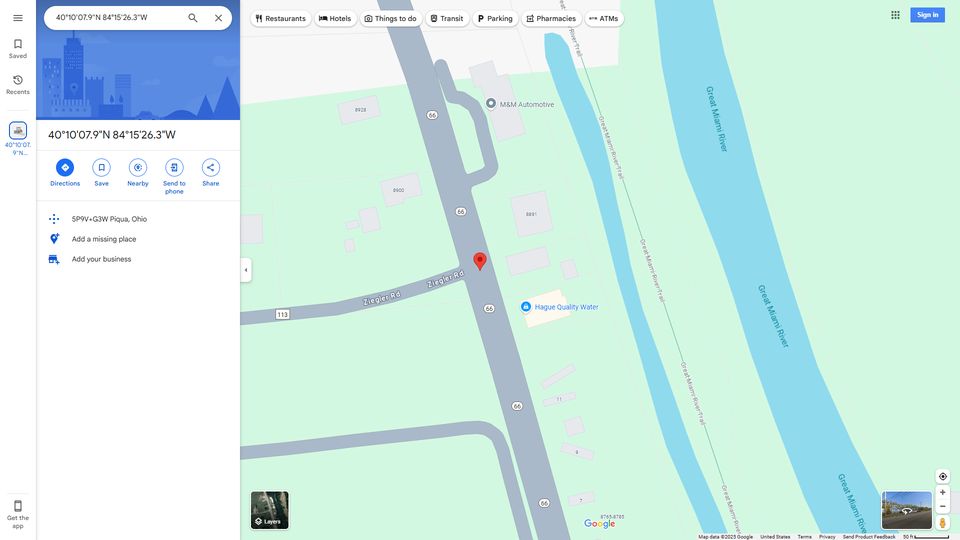 40°10'07.9"N 84°15'26.3"W
Restaurants
Hotels
Things to do
Transit
Parking
Pharmacies
ATMs
Sign in
Saved
Recents
40°10'07.
9"N...
40°10'07.9"N 84°15'26.3"W
Directions
Save
Nearby
Send to
phone
Share
5P9V+G3W Piqua, Ohio
Add a missing place
Add your business
Get the
app
Great Miami River Trail
Great Miami River
M&M Automotive
8928
66
Great Miami River Trail
8900
66
8891
Great Miami River Trail
Ziegler Rd
Ziegler Rd
113
66
Hague Quality Water
Great Miami River
Great Miami River Trail
11
66
9
Great Miami River
Great Miami River Trail
7
66
8765-8785
Layers
Google
Map data ©2025 Google
United States
Terms
Privacy
Send Product Feedback
50 ft